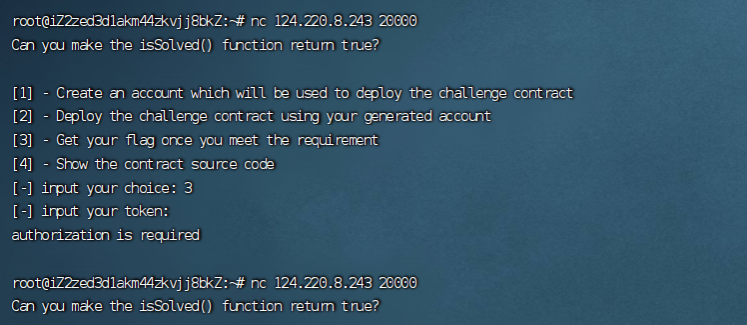 root@iZ2zed3d1akm44zkvjj8bkZ:~# nc 124.220.8.243 20000
Can you make the isSolved() function return true?
[1] - Create an account which will be used to deploy the challenge contract
[2] - Deploy the challenge contract using your generated account
[3] - Get your flag once you meet the requirement
[4] - Show the contract source code
[-] input your choice: 3
[-] input your token:
authorization is required
root@iZ2zed3d1akm44zkvjj8bkZ:~# nc 124.220.8.243 20000
Can you make the isSolved() function return true?